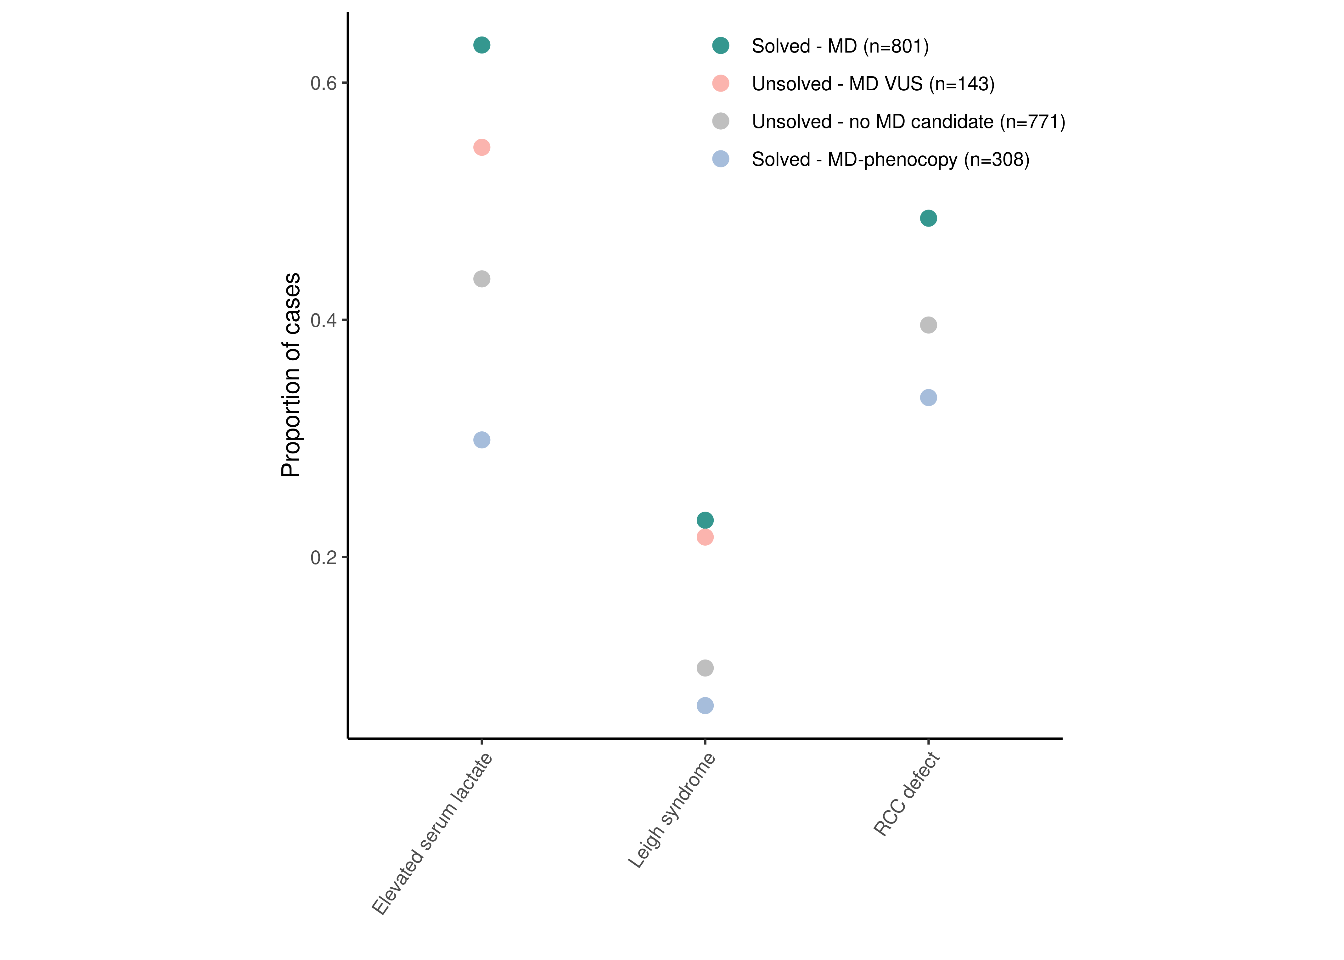 Solved - MD (n=801)
Unsolved - MD VUS (n=143)
Unsolved - no MD candidate (n=771)
Solved - MD-phenocopy (n=308)
Proportion of cases
0.6
0.4
0.2
Elevated serum lactate
Leigh syndrome
RCC defect